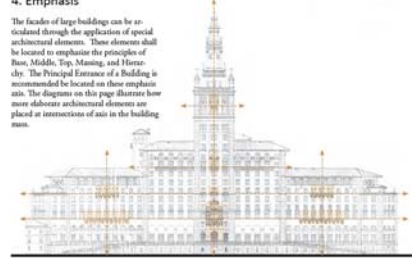 4. Emphasis
The facades of large buildings can be ar-
ticulated through the application of special
architectural elements. These elements shall
be located to emphasize the principles of
Base, Middle, Top, Massing, and Hierar-
chy. The Principal Entrance of a Building is
recommended be located on these emphasis
axis. The diagrams on this page illustrate how
more elaborate architectural elements are
placed at intersections of axis in the building
mass.